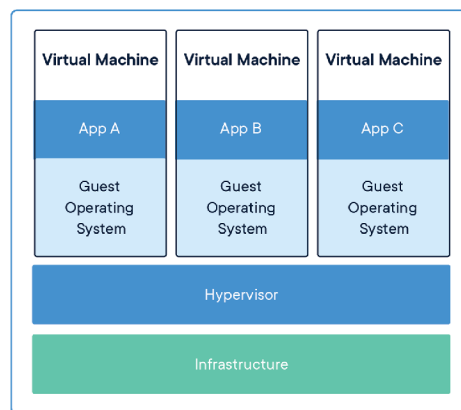 Virtual Machine
Virtual Machine
Virtual Machine
App A
App B
App C
Guest
Operating
System
Guest
Operating
System
Guest
Operating
System
Hypervisor
Infrastructure